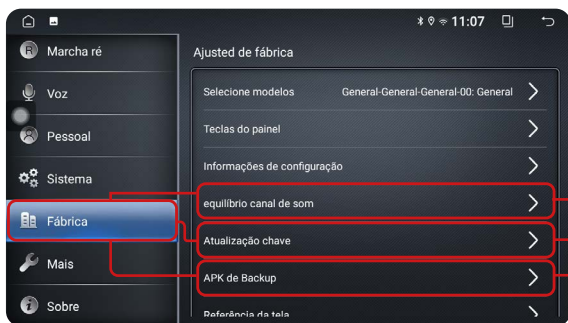 11:07
R Marcha ré
Voz
Pessoal
Sistema
Fábrica
Mais
Sobre
Ajusted de fábrica
Selecione modelos General-General-General-00: General
Teclas do painel
Informações de configuração
equilíbrio canal de som
Atualização chave
APK de Backup
Referência da tela